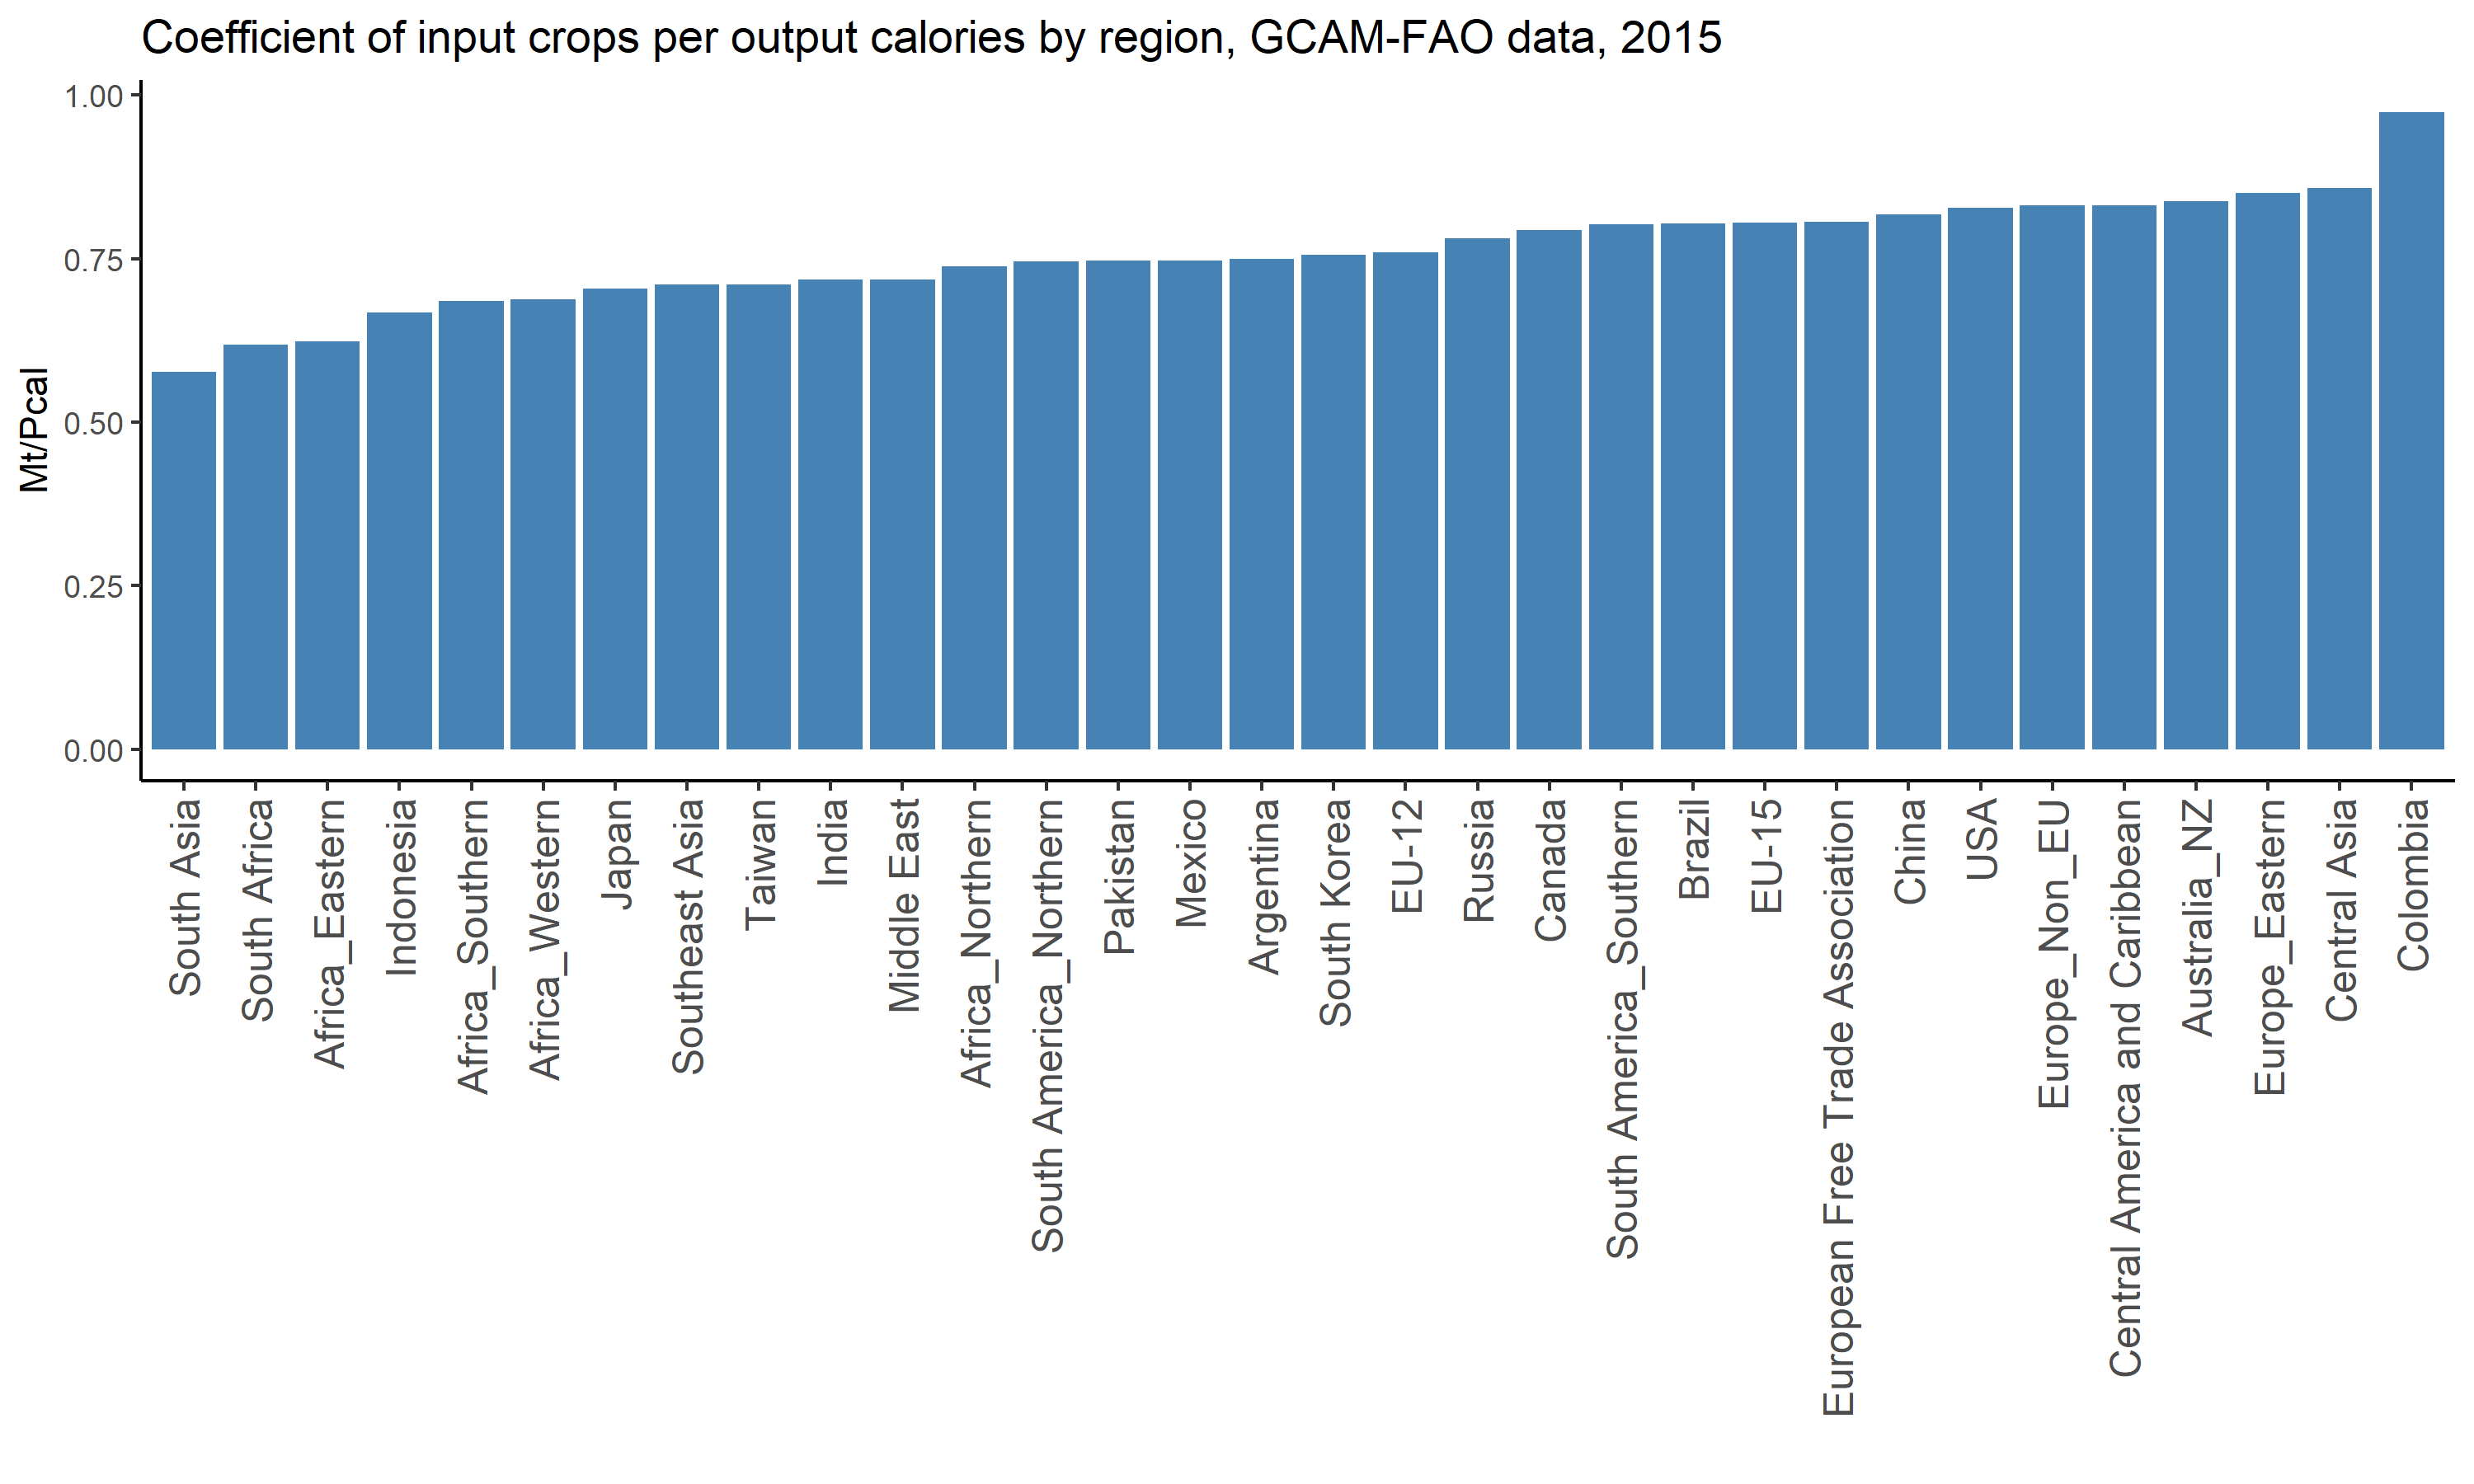 Coefficient of input crops per output calories by region, GCAM-FAO data, 2015
Mt/Pcal
1.00
0.75
0.50
0.25
0.00
South Asia
South Africa
Africa_Eastern
Indonesia
Africa_Southern
Africa_Western
Japan
Southeast Asia
Taiwan
India
Middle East
Africa_Northern
South America_Northern
Pakistan
Mexico
Argentina
South Korea
EU-12
Russia
Canada
South America_Southern
Brazil
EU-15
European Free Trade Association
China
USA
Europe_Non_EU
Central America and Caribbean
Australia_NZ
Europe_Eastern
Central Asia
Colombia